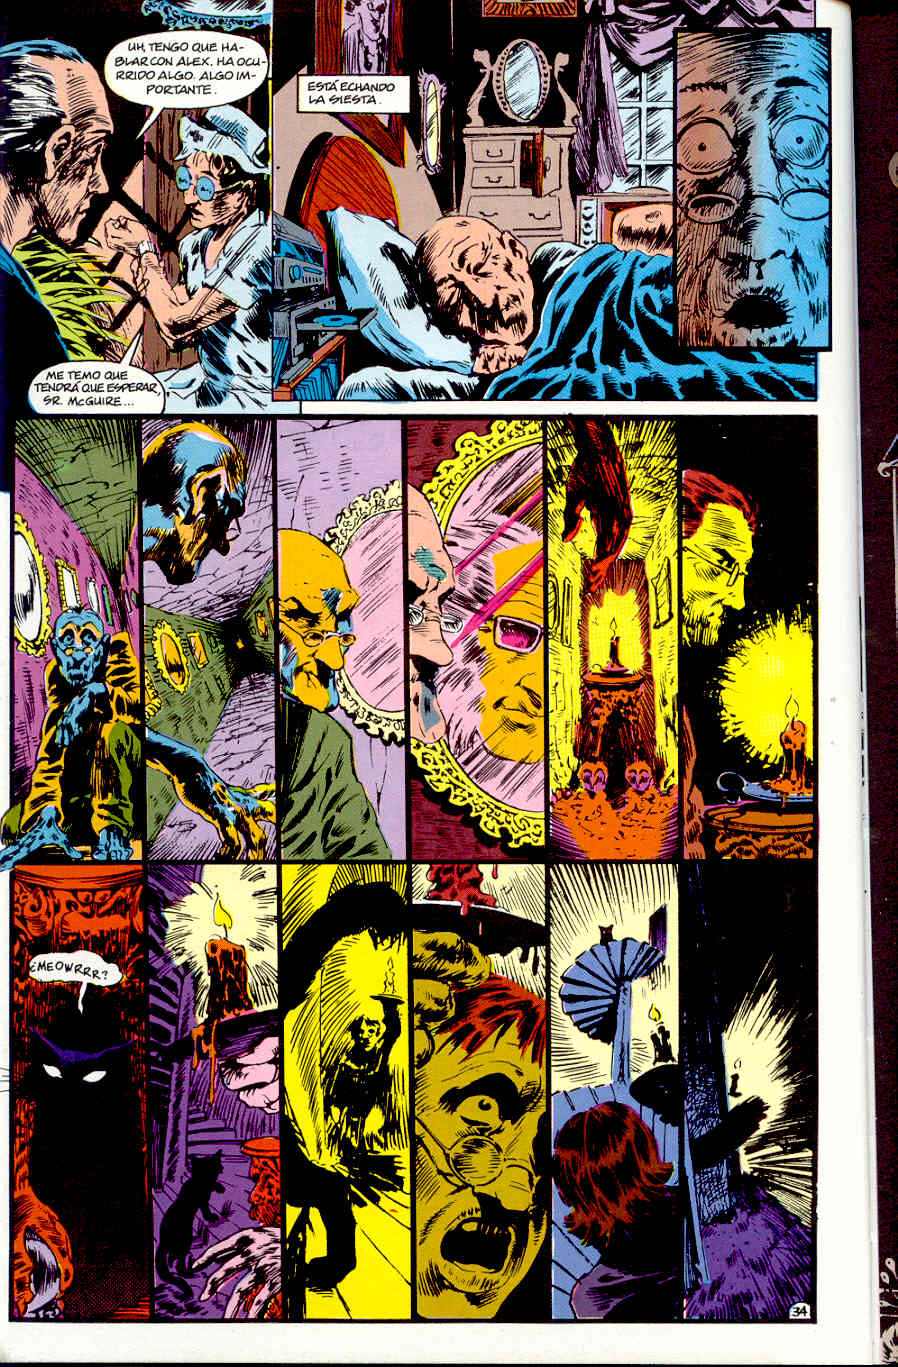 UH, TENGO QUE HA-
BLAR CON ALEX. HA OCU-
RRIDO ALGO. ALGO IM-
PORTANTE.
ESTÁ ECHANDO
LA SIESTA.
ME TEMO QUE
TENDRÁ QUE ESPERAR,
SR. McGUIRE...
¿MEOWRRR?
34